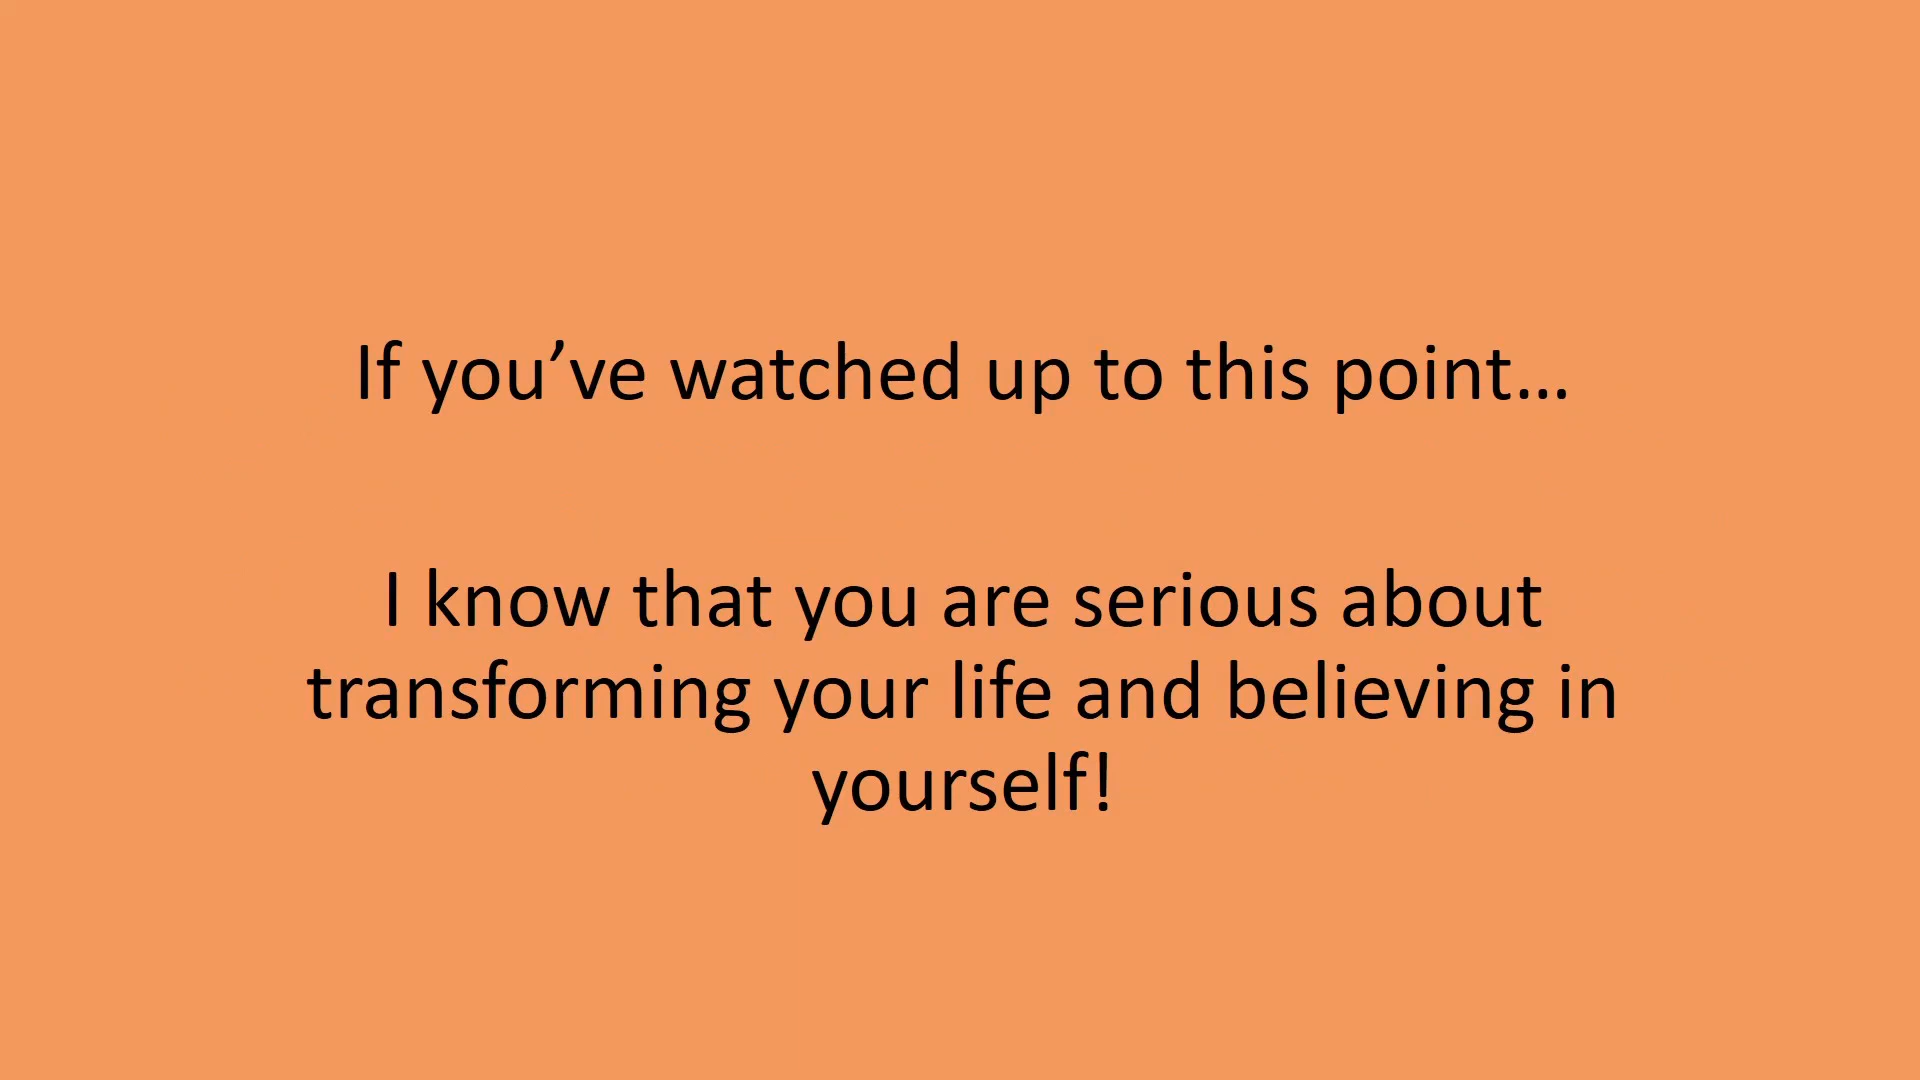 If you’ve watched up to this point…
I know that you are serious about
transforming your life and believing in
yourself!